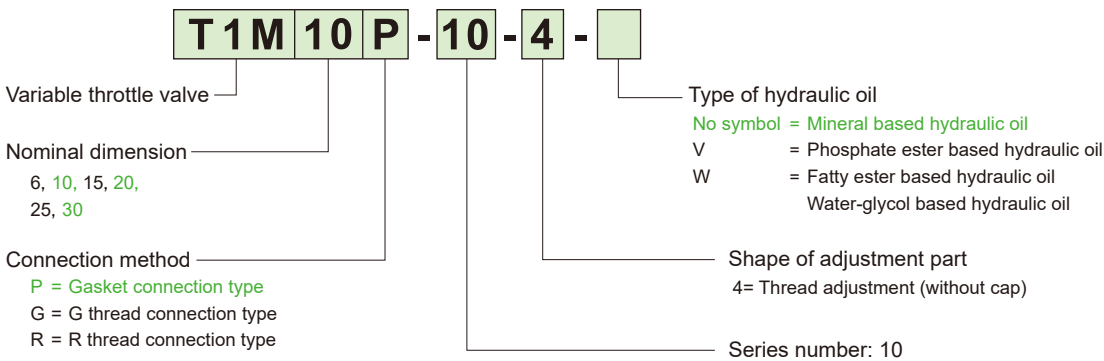 T1M10P-10-4-
Variable throttle valve
Nominal dimension
6, 10, 15, 20,
25, 30
Connection method
P = Gasket connection type
G = G thread connection type
R = R thread connection type
Type of hydraulic oil
No symbol = Mineral based hydraulic oil
V = Phosphate ester based hydraulic oil
W = Fatty ester based hydraulic oil
Water-glycol based hydraulic oil
Shape of adjustment part
4= Thread adjustment (without cap)
Series number: 10